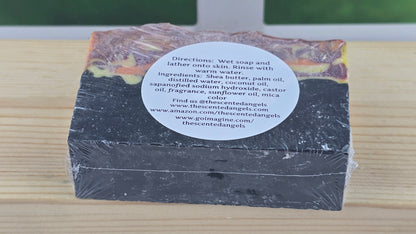 Directions: Wet soap and
lather onto skin. Rinse with
warm water.
Ingredients: Shea butter, palm oil,
distilled water, coconut oil,
sapanofied sodium hydroxide, castor
oil, fragrance, sunflower oil, mica
color
Find us @thescentedangels
www.thescentedangels.com
www.amazon.com/thescentedangels
www.goimagine.com/
thescentedangels